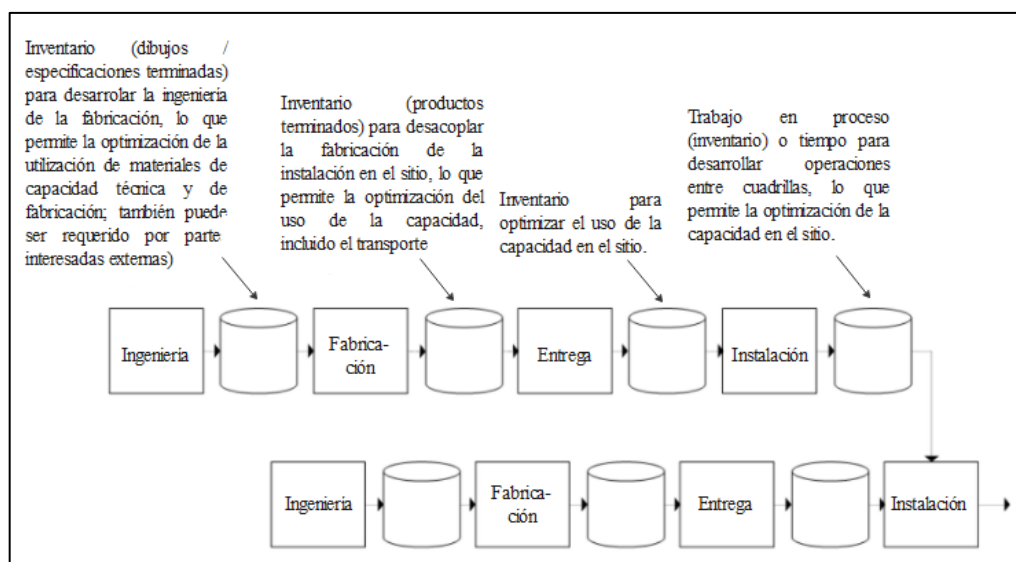 Inventario (dibujos /
especificaciones terminadas)
para desarrolar la ingenieria
de la fabricación, lo que
permite la optimización de la
utilización de materiales de
capacidad técnica y de
fabricación; también puede
ser requerido por parte
interesadas externas)
Inventario (productos
terminados) para desacoplar
la fabricación de la
instalación en el sitio, lo que
permite la optimización del
uso de la capacidad,
incluido el transporte
Inventario para
optimizar el uso de la
capacidad en el sitio.
Trabajo en proceso
(inventario) o tiempo para
desarrollar operaciones
entre cuadrillas, lo que
permite la optimización de la
capacidad en el sitio.
Ingeniería
Fabrica-
ción
Entrega
Instalación
Ingeniería
Fabrica-
ción
Entrega
Instalación